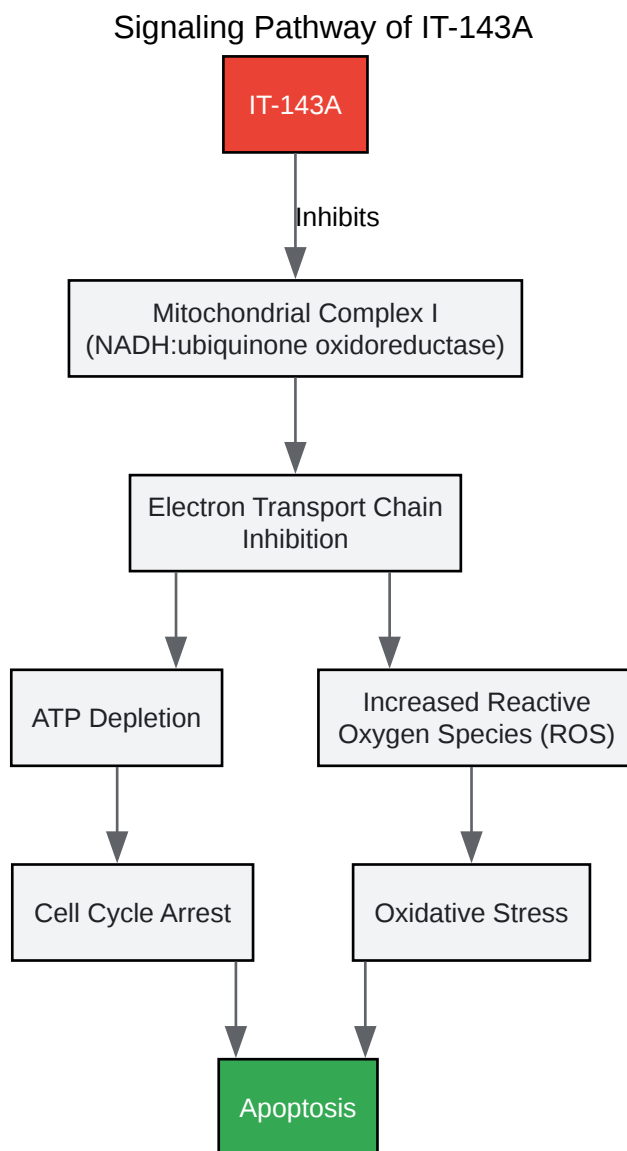 Signaling Pathway of IT-143A
IT-143A
Inhibits
Mitochondrial Complex I
(NADH:ubiquinone oxidoreductase)
Electron Transport Chain
Inhibition
ATP Depletion
Increased Reactive
Oxygen Species (ROS)
Cell Cycle Arrest
Oxidative Stress
Apoptosis